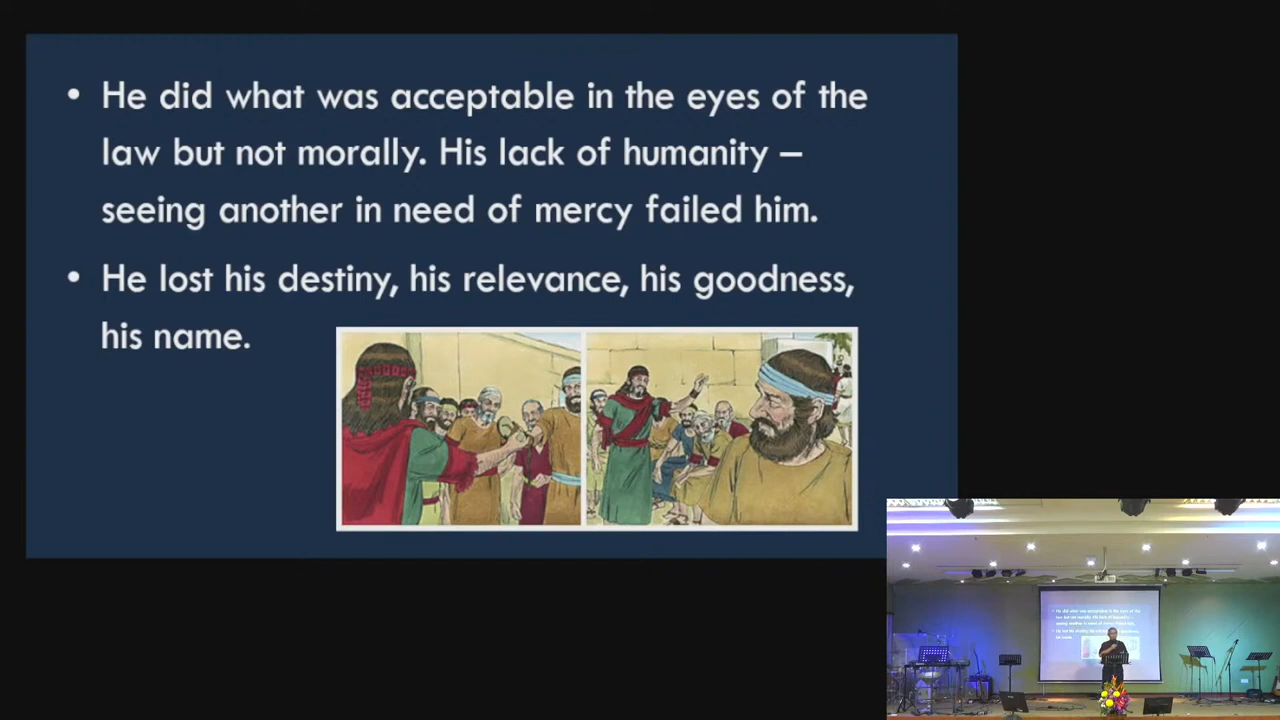 • He did what was acceptable in the eyes of the
law but not morally. His lack of humanity –
seeing another in need of mercy failed him.
• He lost his destiny, his relevance, his goodness,
his name.